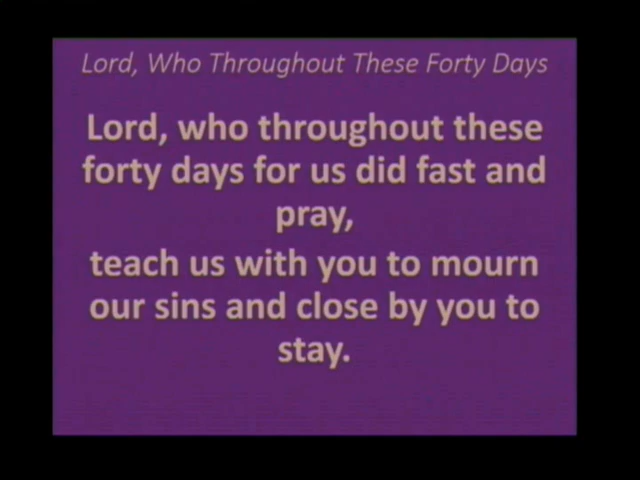 Lord, Who Throughout These Forty Days
Lord, who throughout these
forty days for us did fast and
pray,
teach us with you to mourn
our sins and close by you to
stay.